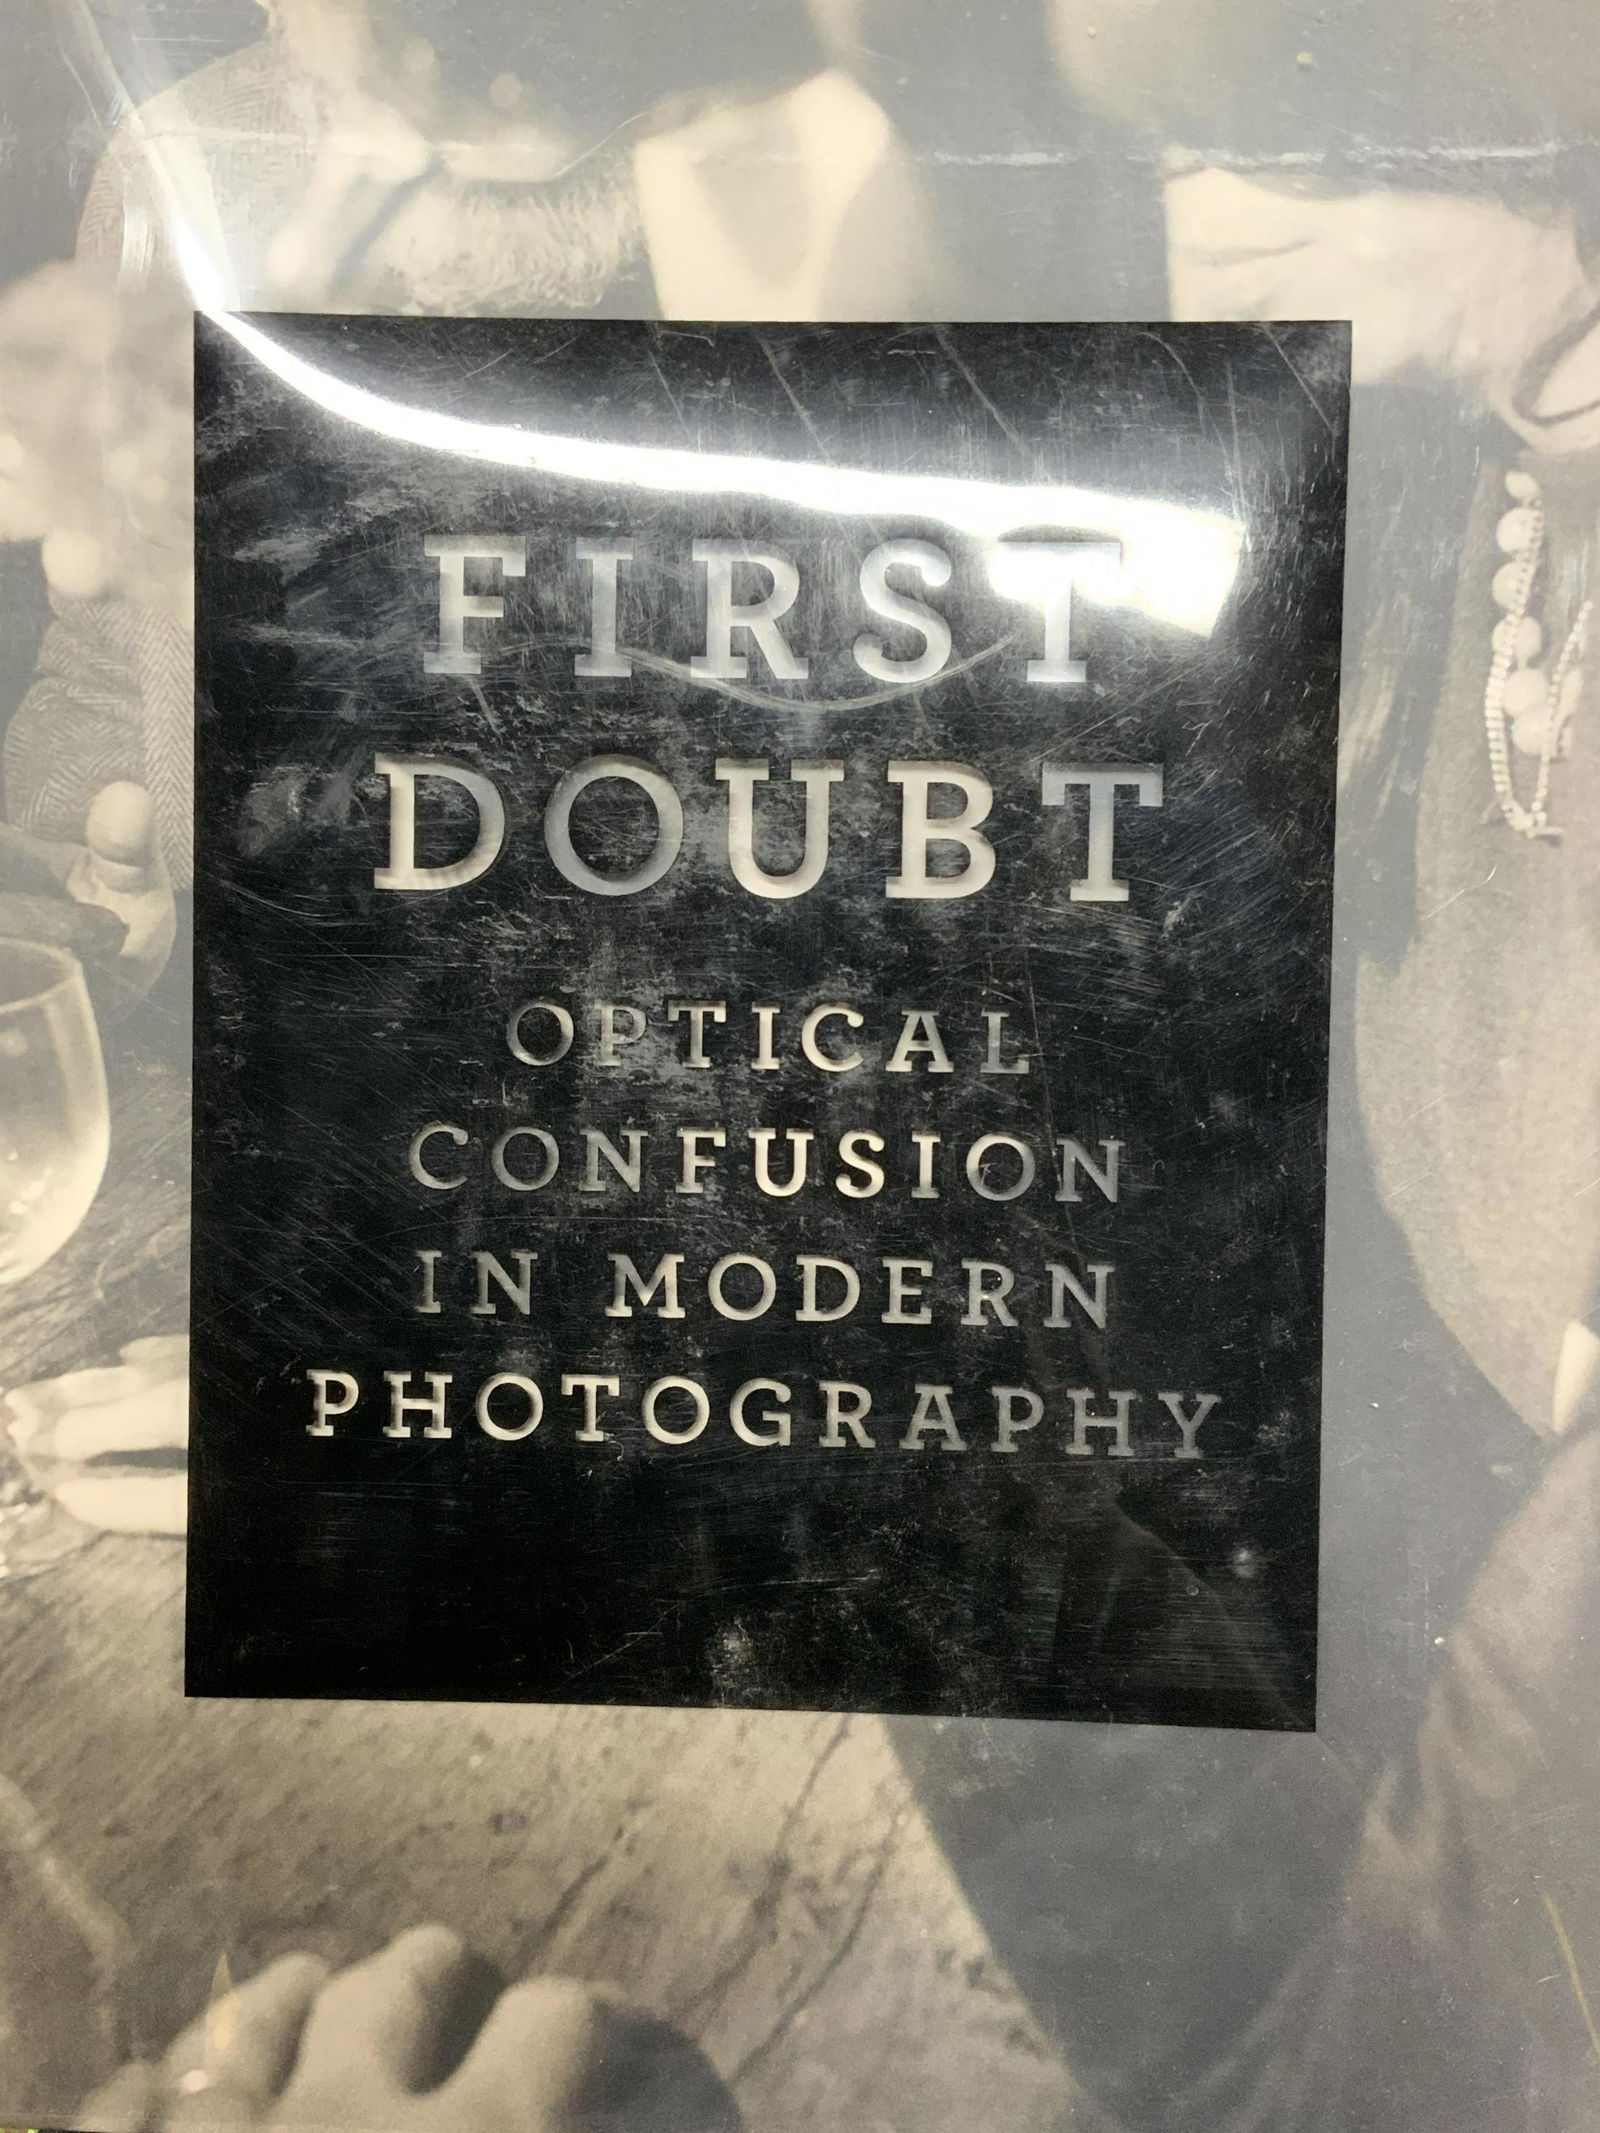 FIRST
DOUBT
OPTICAL
CONFUSION
IN MODERN
PHOTOGRAPHY